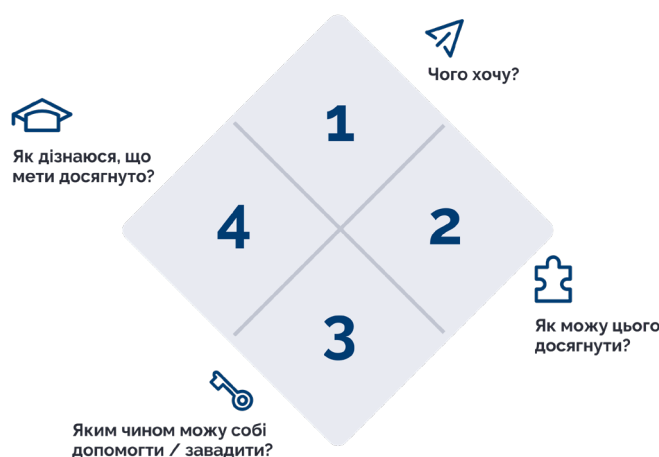 Чого хочу?
1
Як дізнаюся, що
мети досягнуто?
4
2
Як можу цього
досягнути?
3
Яким чином можу собі
допомогти / завадити?